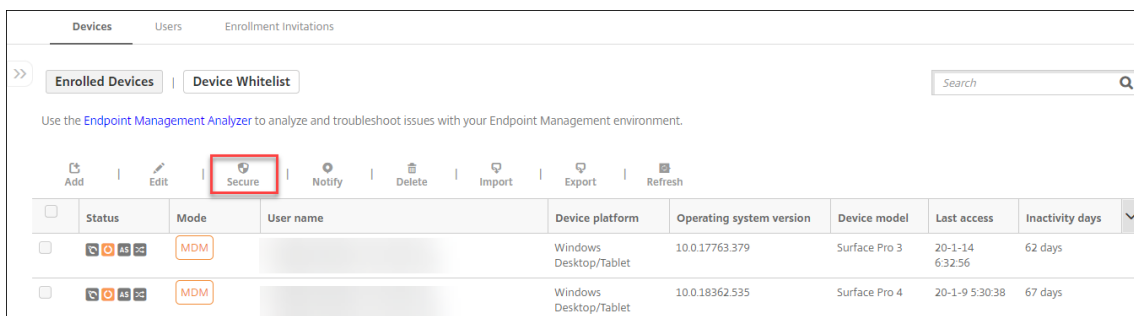 Devices Users Enrollment Invitations
>>
Enrolled Devices | Device Whitelist
Search
Use the Endpoint Management Analyzer to analyze and troubleshoot issues with your Endpoint Management environment.
Add | Edit | Secure | Notify | Delete | Import | Export | Refresh
Status Mode User name Device platform Operating system version Device model Last access Inactivity days
AS MDM Windows 10.0.17763.379 Surface Pro 3 20-1-14 62 days
Desktop/Tablet 6:32:56
AS MDM Windows 10.0.18362.535 Surface Pro 4 20-1-9 5:30:38 67 days
Desktop/Tablet